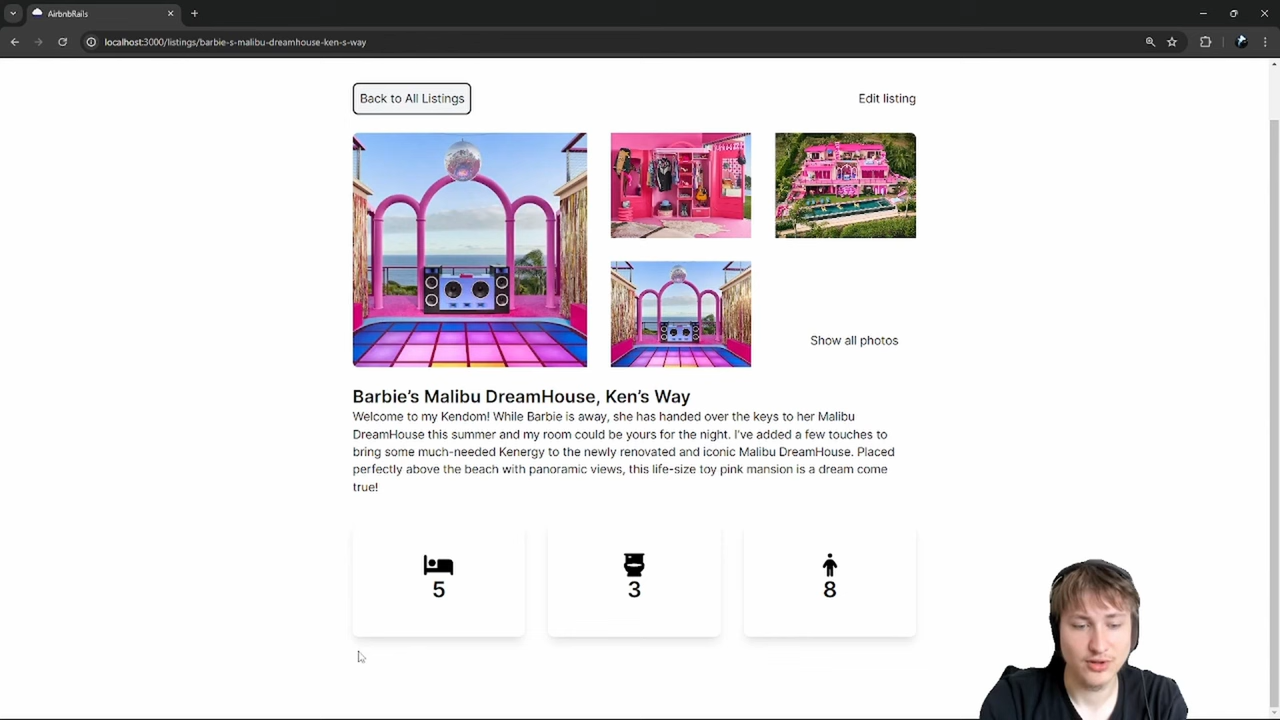 AirbnbRails
localhost:3000/listings/barbie-s-malibu-dreamhouse-ken-s-way
Back to All Listings
Edit listing
Show all photos
Barbie’s Malibu DreamHouse, Ken’s Way
Welcome to my Kendom! While Barbie is away, she has handed over the keys to her Malibu
DreamHouse this summer and my room could be yours for the night. I’ve added a few touches to
bring some much-needed Kenergy to the newly renovated and iconic Malibu DreamHouse. Placed
perfectly above the beach with panoramic views, this life-size toy pink mansion is a dream come
true!
5
3
8